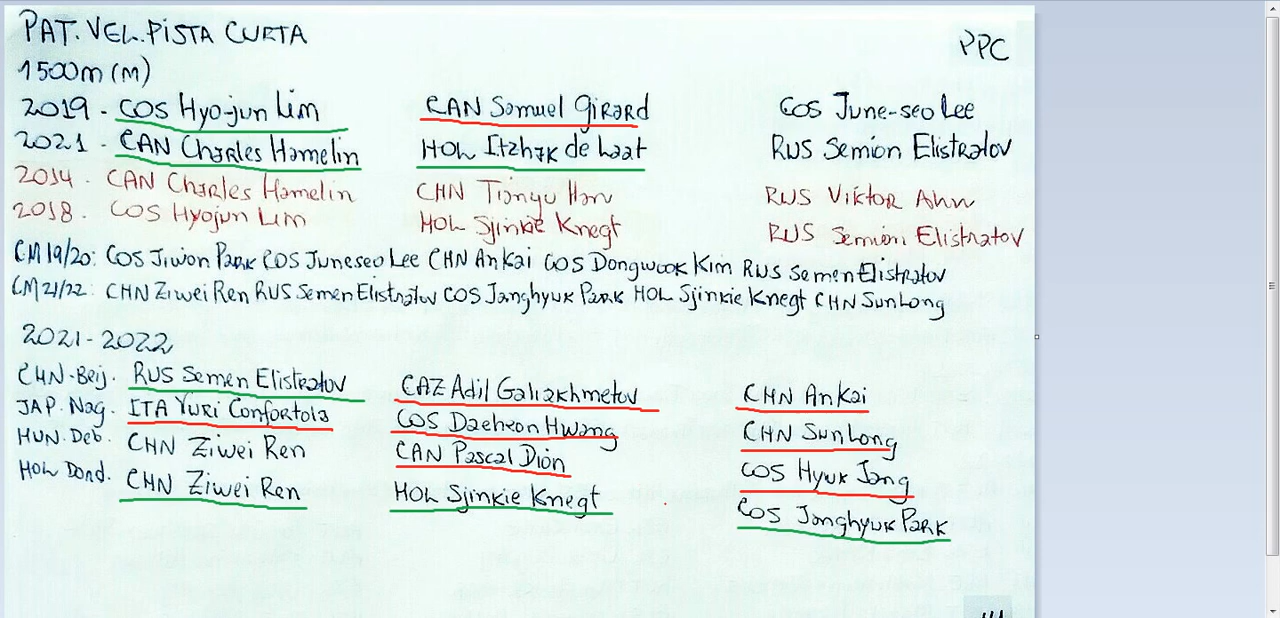 PAT. VEL. PISTA CURTA
PPC
1500m (M)
2019 - COS Hyo-jun Lim CAN Samuel Girard COS June-seo Lee
2021 - CAN Charles Hamelin HOL Itzhak de Laat RUS Semion Elistratov
2014 - CAN Charles Hamelin CHN Tianyu Han RUS Viktor Ahn
2018 - COS Hyojun Lim HOL Sjinkie Knegt RUS Semion Elistratov
CM 19/20: COS Jiwon Park COS Juneseo Lee CHN An Kai COS Dongwook Kim RUS Semen Elistratov
CM 21/22: CHN Ziwei Ren RUS Semen Elistratov COS Janghyuk Park HOL Sjinkie Knegt CHN Sun Long
2021-2022
CHN-Beij. RUS Semen Elistratov CAZ Adil Galiakhmetov CHN An Kai
JAP. Nag. ITA Yuri Confortola COS Daeheon Hwang CHN Sun Long
HUN. Deb. CHN Ziwei Ren CAN Pascal Dion COS Hyuk Jang
HOL Dord. CHN Ziwei Ren HOL Sjinkie Knegt COS Janghyuk Park